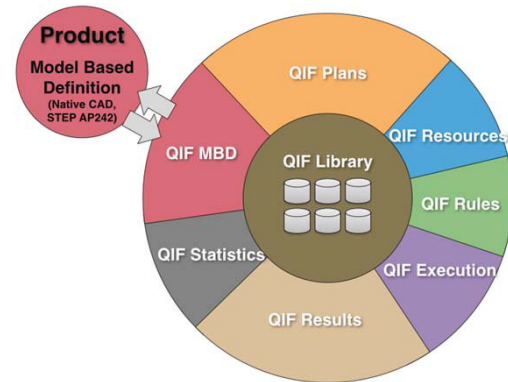 Product
Model Based
Definition
(Native CAD,
STEP AP242)
QIF Plans
QIF Resources
QIF MBD
QIF Library
QIF Rules
QIF Statistics
QIF Execution
QIF Results